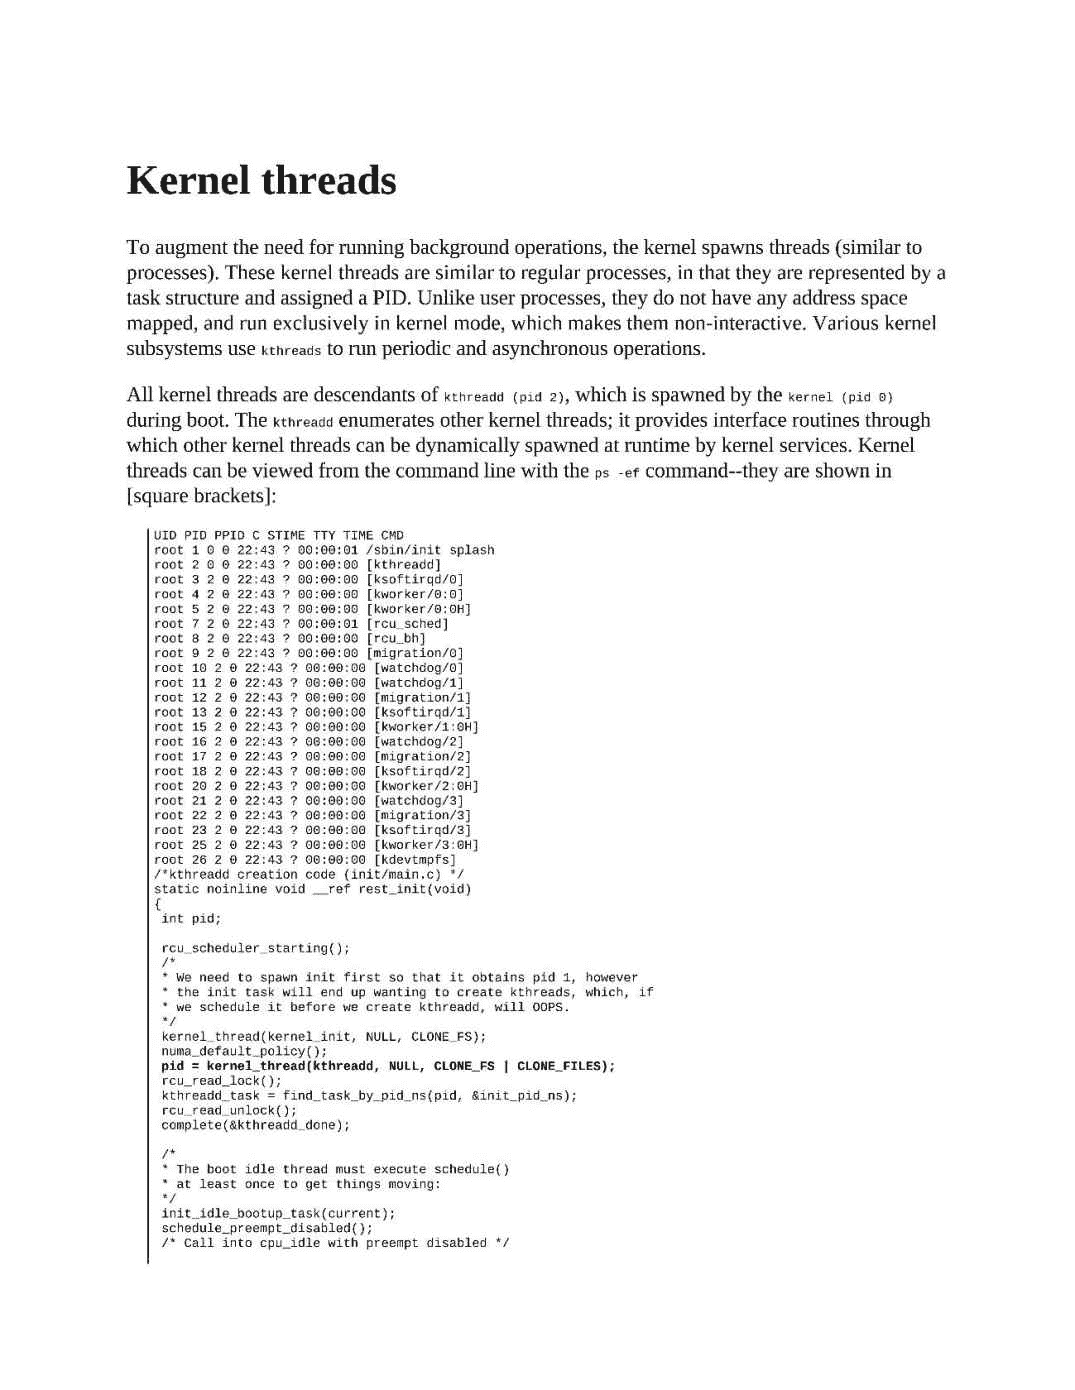 Kernel threads
To augment the need for running background operations, the kernel spawns threads (similar to
processes). These kernel threads are similar to regular processes, in that they are represented by a
task structure and assigned a PID. Unlike user processes, they do not have any address space
mapped, and run exclusively in kernel mode, which makes them non-interactive. Various kernel
subsystems use kthreads to run periodic and asynchronous operations.
All kernel threads are descendants of kthreadd (pid 2), which is spawned by the kernel (pid 0)
during boot. The kthreadd enumerates other kernel threads; it provides interface routines through
which other kernel threads can be dynamically spawned at runtime by kernel services. Kernel
threads can be viewed from the command line with the ps -ef command--they are shown in
[square brackets]:
UID PID PPID C STIME TTY TIME CMD
root 1 0 0 22:43 ? 00:00:01 /sbin/init splash
root 2 0 0 22:43 ? 00:00:00 [kthreadd]
root 3 2 0 22:43 ? 00:00:00 [ksoftirqd/0]
root 4 2 0 22:43 ? 00:00:00 [kworker/0:0]
root 5 2 0 22:43 ? 00:00:00 [kworker/0:0H]
root 7 2 0 22:43 ? 00:00:01 [rcu_sched]
root 8 2 0 22:43 ? 00:00:00 [rcu_bh]
root 9 2 0 22:43 ? 00:00:00 [migration/0]
root 10 2 0 22:43 ? 00:00:00 [watchdog/0]
root 11 2 0 22:43 ? 00:00:00 [watchdog/1]
root 12 2 0 22:43 ? 00:00:00 [migration/1]
root 13 2 0 22:43 ? 00:00:00 [ksoftirqd/1]
root 15 2 0 22:43 ? 00:00:00 [kworker/1:0H]
root 16 2 0 22:43 ? 00:00:00 [watchdog/2]
root 17 2 0 22:43 ? 00:00:00 [migration/2]
root 18 2 0 22:43 ? 00:00:00 [ksoftirqd/2]
root 20 2 0 22:43 ? 00:00:00 [kworker/2:0H]
root 21 2 0 22:43 ? 00:00:00 [watchdog/3]
root 22 2 0 22:43 ? 00:00:00 [migration/3]
root 23 2 0 22:43 ? 00:00:00 [ksoftirqd/3]
root 25 2 0 22:43 ? 00:00:00 [kworker/3:0H]
root 26 2 0 22:43 ? 00:00:00 [kdevtmpfs]
/*kthreadd creation code (init/main.c) */
static noinline void __ref rest_init(void)
{
int pid;
rcu_scheduler_starting();
/*
* We need to spawn init first so that it obtains pid 1, however
* the init task will end up wanting to create kthreads, which, if
* we schedule it before we create kthreadd, will OOPS.
*/
kernel_thread(kernel_init, NULL, CLONE_FS);
numa_default_policy();
pid = kernel_thread(kthreadd, NULL, CLONE_FS | CLONE_FILES);
rcu_read_lock();
kthreadd_task = find_task_by_pid_ns(pid, &init_pid_ns);
rcu_read_unlock();
complete(&kthreadd_done);
/*
* The boot idle thread must execute schedule()
* at least once to get things moving:
*/
init_idle_bootup_task(current);
schedule_preempt_disabled();
/* Call into cpu_idle with preempt disabled */